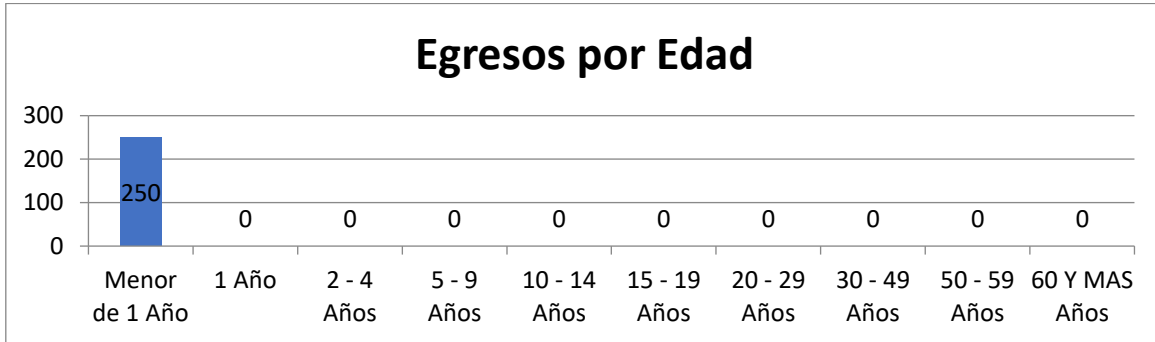 Egresos por Edad
300
200
100
0
250
0 0 0 0 0 0 0 0 0
Menor de 1 Año
1 Año
2 - 4 Años
5 - 9 Años
10 - 14 Años
15 - 19 Años
20 - 29 Años
30 - 49 Años
50 - 59 Años
60 Y MAS Años